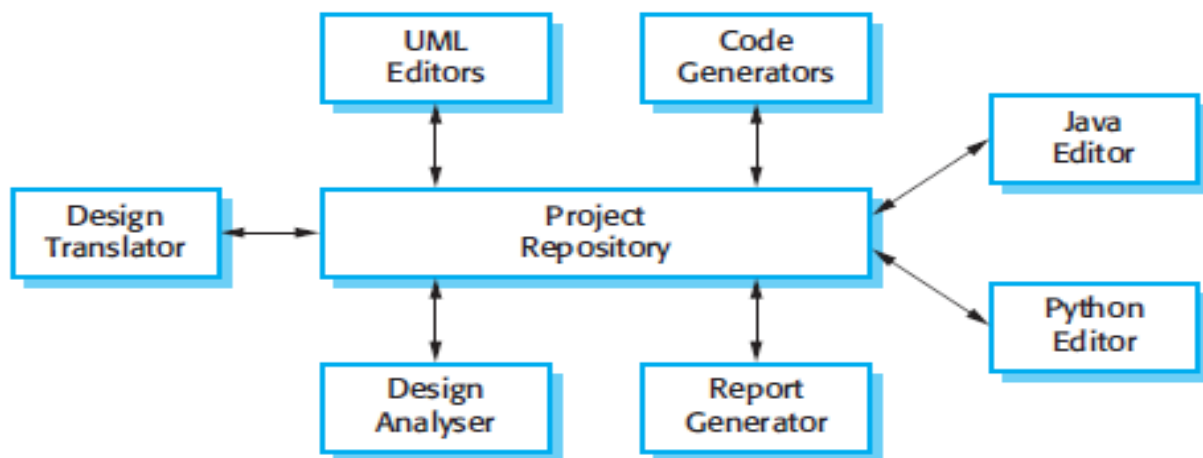 UML
Editors
Code
Generators
Java
Editor
Design
Translator
Project
Repository
Python
Editor
Design
Analyser
Report
Generator